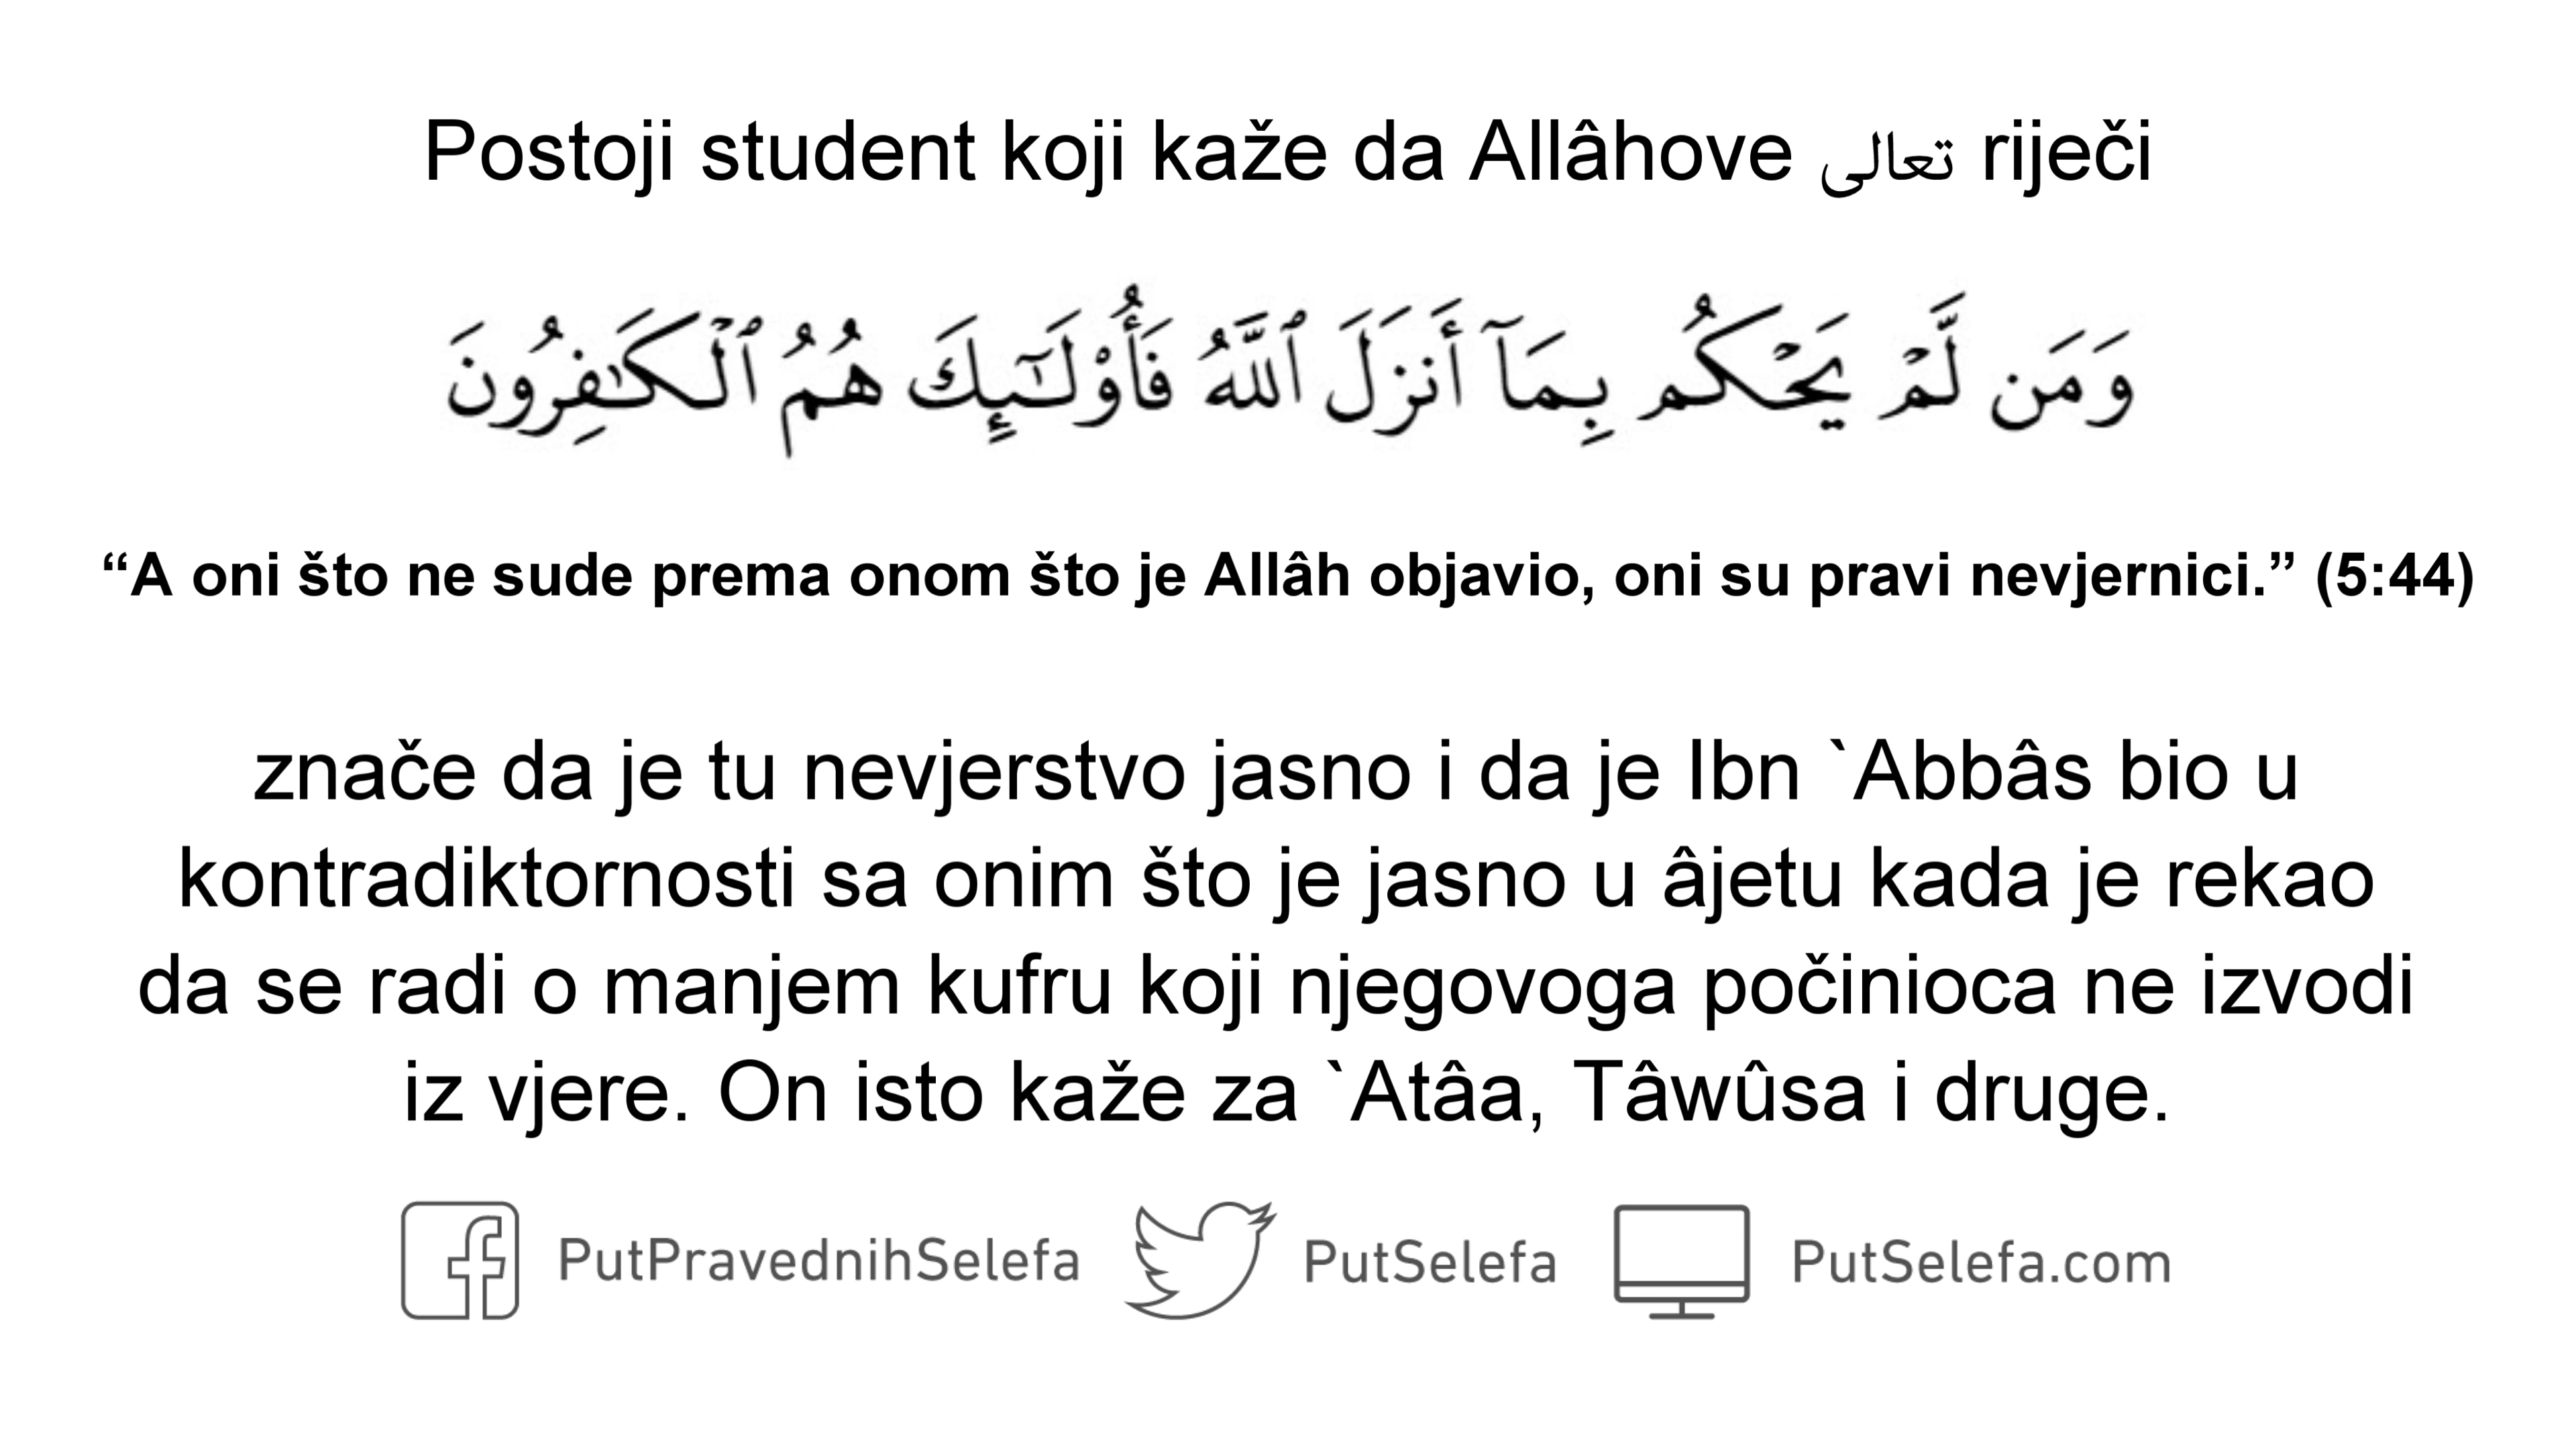 Postoji student koji kaže da Allâhove تعالى riječi
وَمَن لَّمْ يَحْكُم بِمَآ أَنزَلَ ٱللَّهُ فَأُو۟لَـٰٓئِكَ هُمُ ٱلْكَـٰفِرُونَ
“A oni što ne sude prema onom što je Allâh objavio, oni su pravi nevjernici.” (5:44)
znače da je tu nevjerstvo jasno i da je Ibn `Abbâs bio u
kontradiktornosti sa onim što je jasno u âjetu kada je rekao
da se radi o manjem kufru koji njegovoga počinioca ne izvodi
iz vjere. On isto kaže za `Atâa, Tâwûsa i druge.
PutPravednihSelefa PutSelefa PutSelefa.com